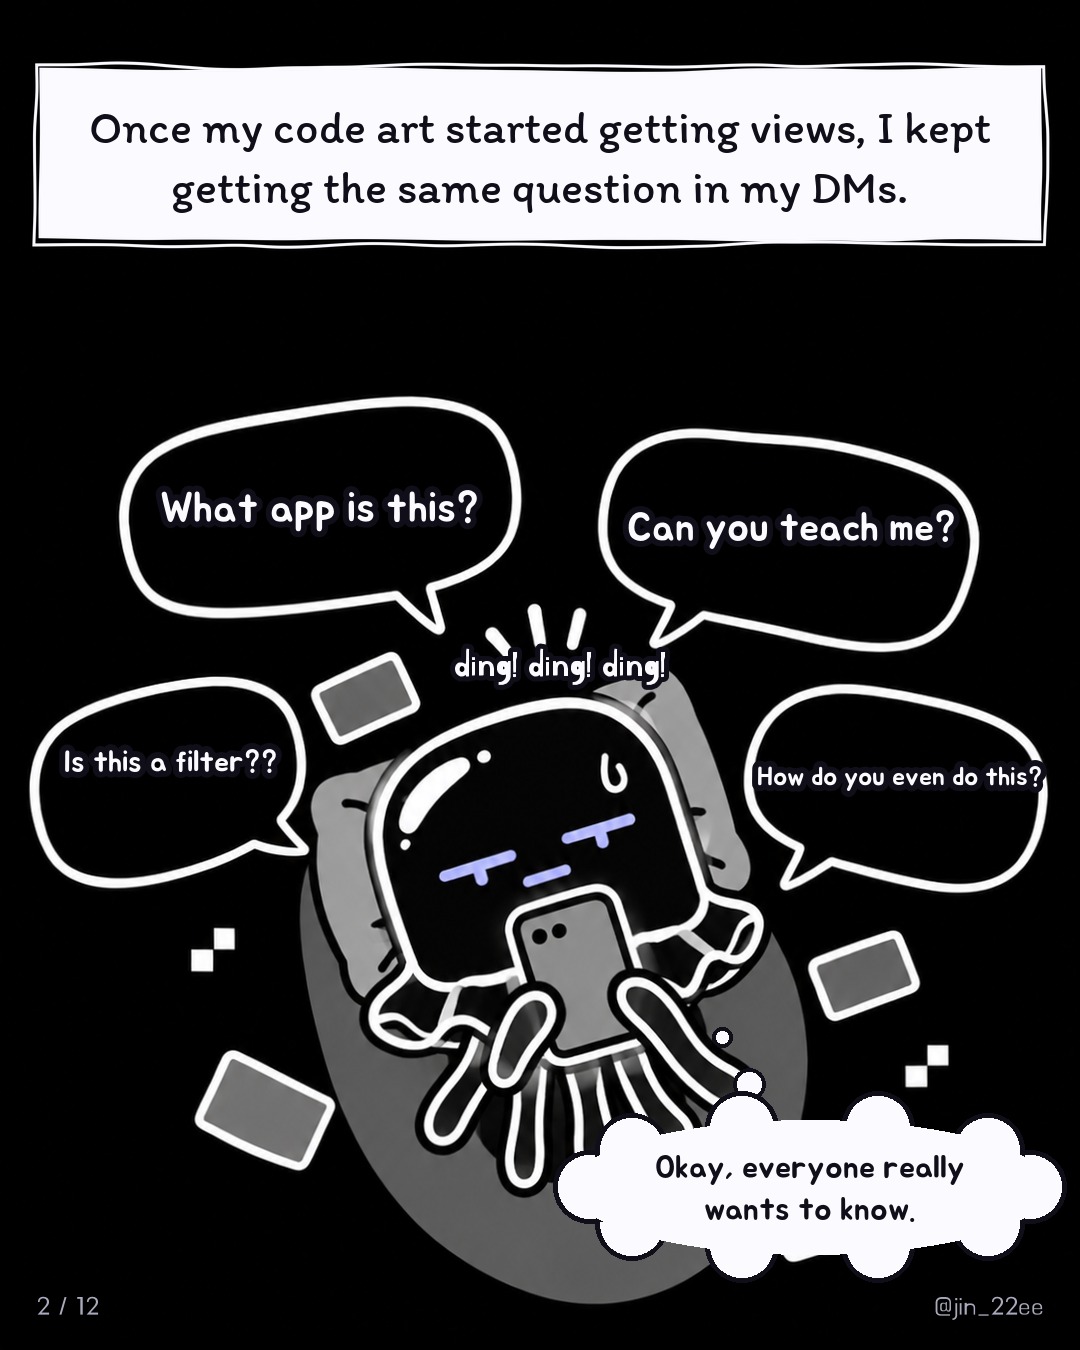 Once my code art started getting views, I kept
getting the same question in my DMs.
What app is this?
Can you teach me?
ding! ding! ding!
Is this a filter??
How do you even do this?
Okay, everyone really
wants to know.
2 / 12
@jin_22ee